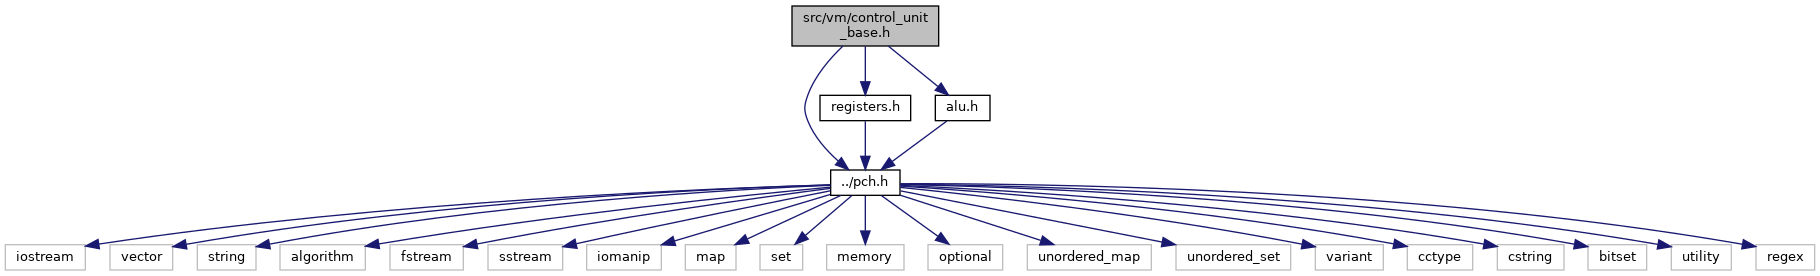 src/vm/control_unit
_base.h
registers.h
alu.h
../pch.h
iostream
vector
string
algorithm
fstream
sstream
iomanip
map
set
memory
optional
unordered_map
unordered_set
variant
cctype
cstring
bitset
utility
regex